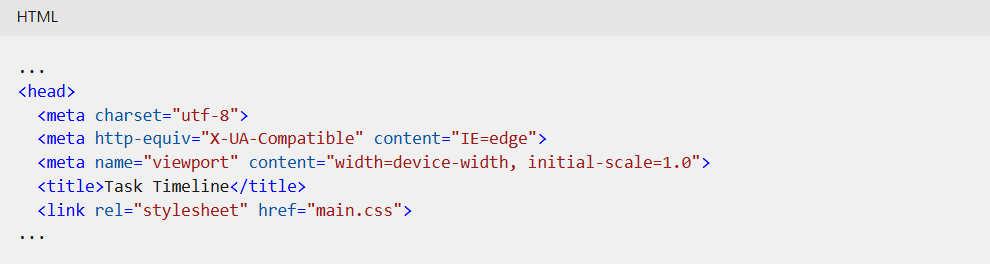 HTML
...
<head>
<meta charset="utf-8">
<meta http-equiv="X-UA-Compatible" content="IE=edge">
<meta name="viewport" content="width=device-width, initial-scale=1.0">
<title>Task Timeline</title>
<link rel="stylesheet" href="main.css">
...